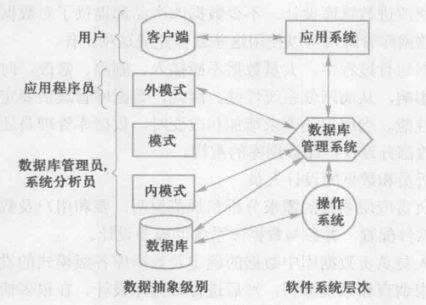 用户
客户端
应用系统
应用程序员
外模式
模式
数据库
管理系统
数据库管理员,
系统分析员
内模式
操作
系统
数据库
数据抽象级别
软件系统层次